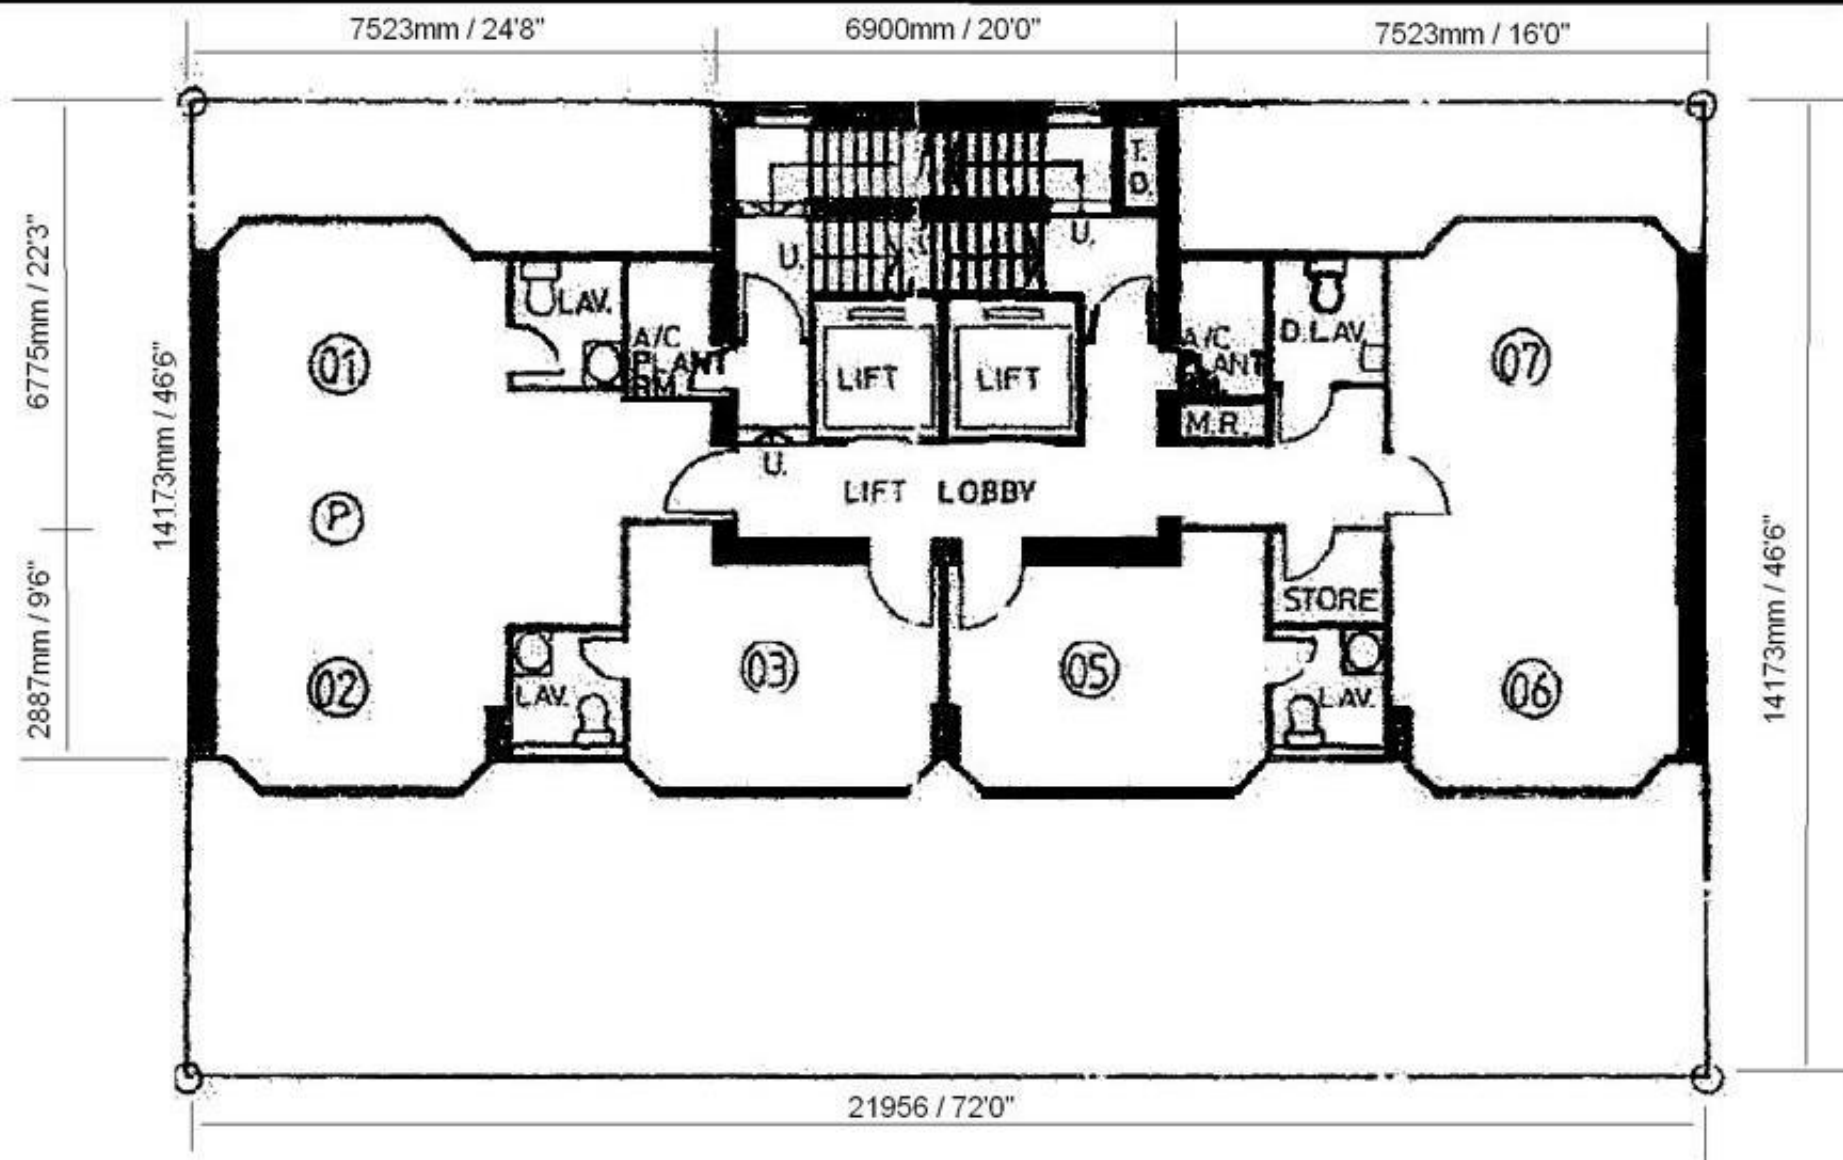 7523mm / 24'8"
6900mm / 20'0"
7523mm / 16'0"
T.
D.
U.
U.
LAV.
A/C
PLANT
RM.
LIFT
LIFT
A/C
D.LAV.
M.R.
U.
LIFT LOBBY
01
07
P
STORE
02
LAV.
03
05
LAV.
06
6775mm / 22'3"
14173mm / 46'6"
2887mm / 9'6"
14173mm / 46'6"
21956 / 72'0"